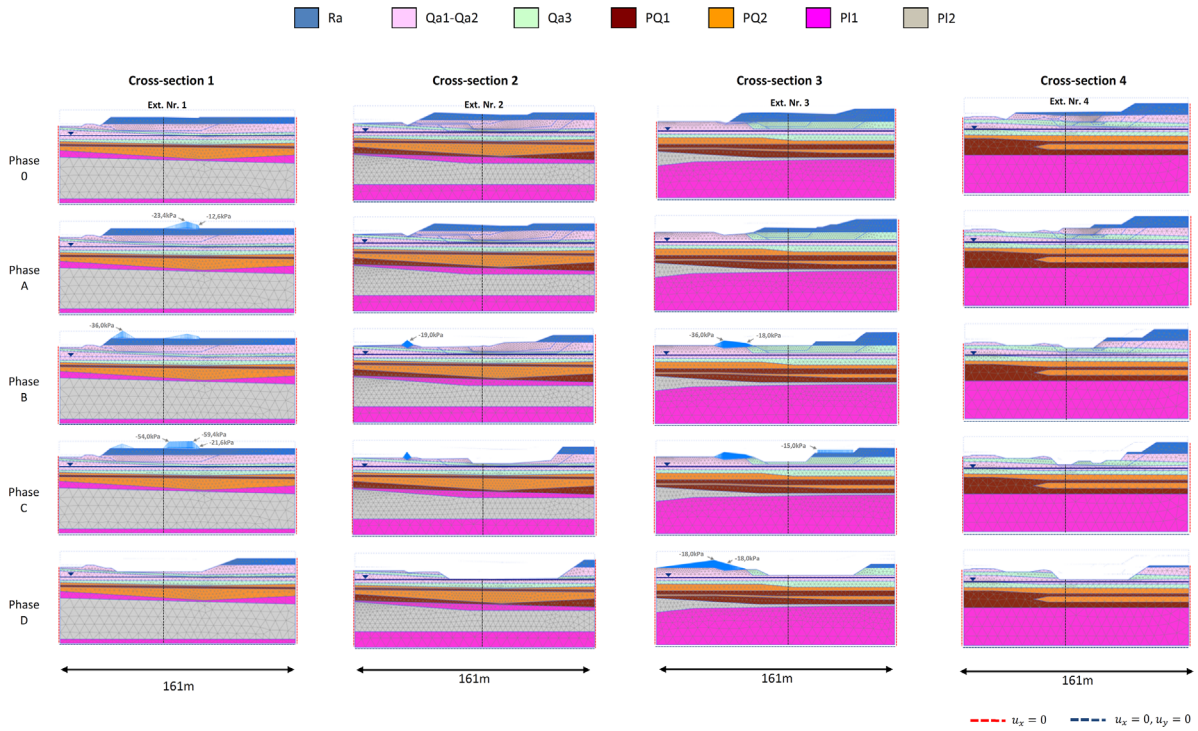 Ra Qa1-Qa2 Qa3 PQ1 PQ2 Pl1 Pl2
Cross-section 1 Cross-section 2 Cross-section 3 Cross-section 4
Ext. Nr. 1 Ext. Nr. 2 Ext. Nr. 3 Ext. Nr. 4
Phase
0
-23,4kPa -12,6kPa
Phase
A
-36,0kPa -19,0kPa -36,0kPa -18,0kPa
Phase
B
-54,0kPa -59,4kPa -21,6kPa -15,0kPa
Phase
C
-18,0kPa -18,0kPa
Phase
D
161m 161m 161m 161m
u_x = 0 u_x = 0, u_y = 0